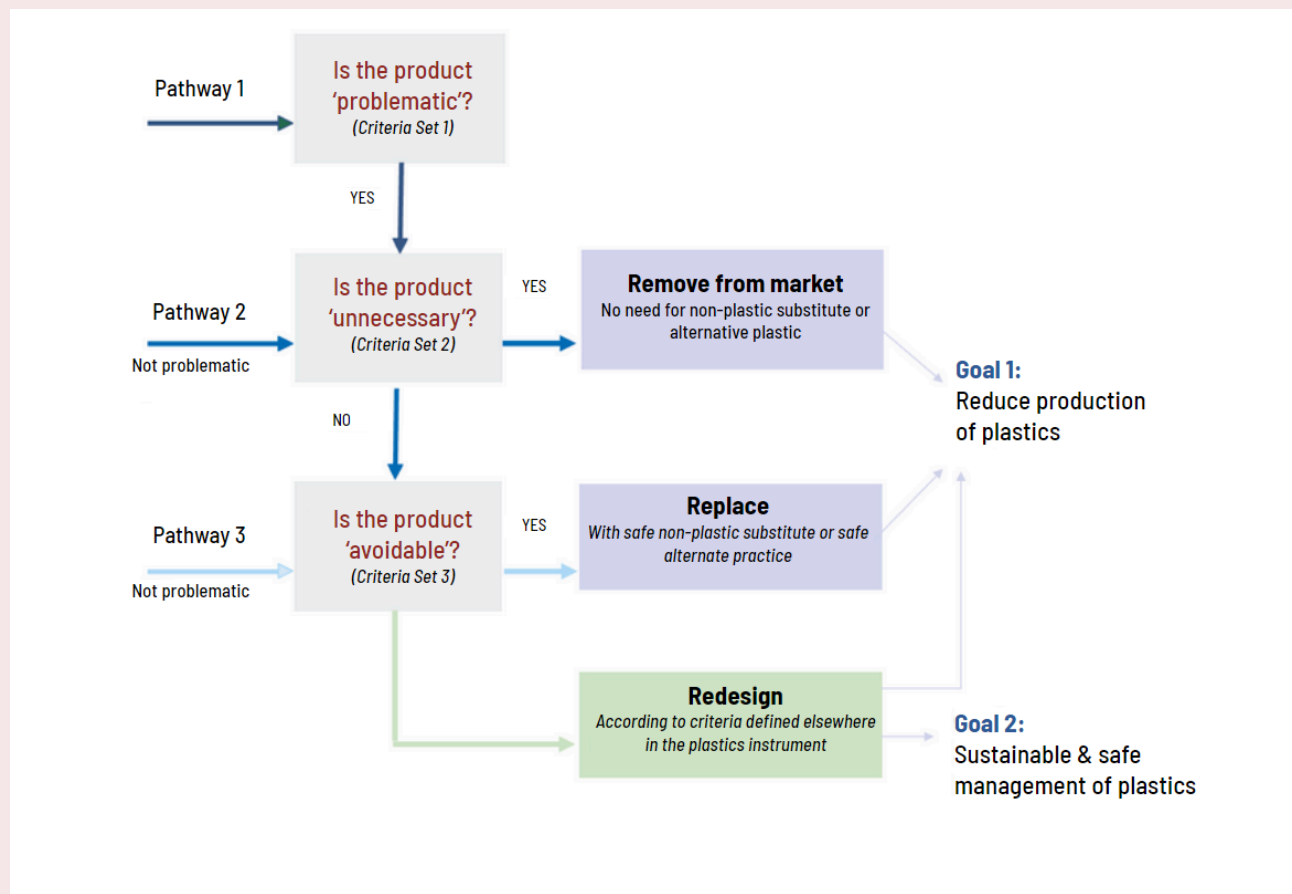 Pathway 1
Is the product
‘problematic’?
(Criteria Set 1)
YES
Pathway 2
Not problematic
Is the product
‘unnecessary’?
(Criteria Set 2)
YES
Remove from market
No need for non-plastic substitute or
alternative plastic
Goal 1:
Reduce production
of plastics
NO
Pathway 3
Not problematic
Is the product
‘avoidable’?
(Criteria Set 3)
YES
Replace
With safe non-plastic substitute or safe
alternate practice
Redesign
According to criteria defined elsewhere
in the plastics instrument
Goal 2:
Sustainable & safe
management of plastics